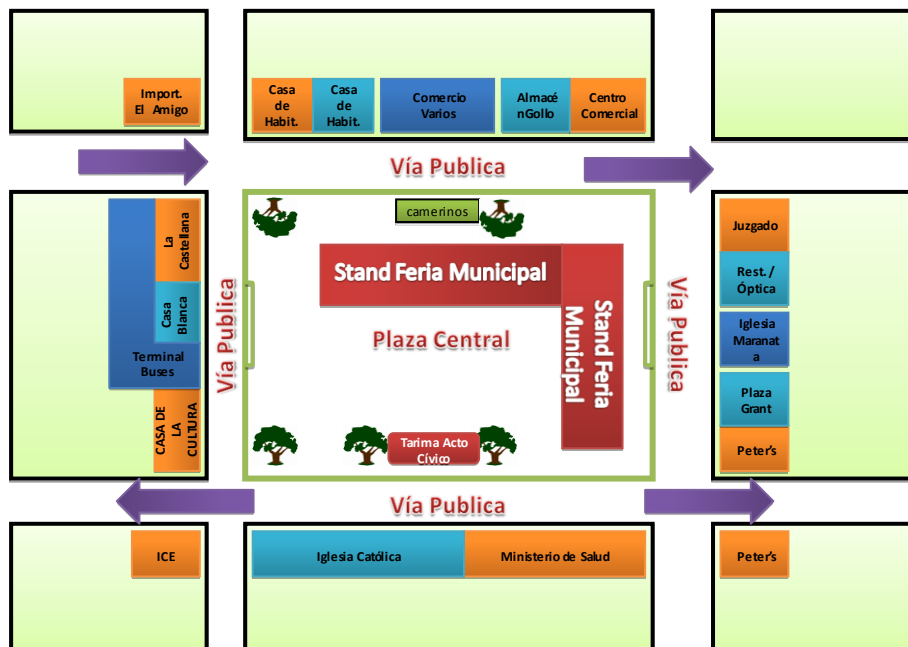 Import.
El Amigo
Casa
de
Habit.
Casa
de
Habit.
Comercio
Varios
Almacé
nGollo
Centro
Comercial
Vía Publica
camerinos
La
Castellana
Casa
Blanca
Terminal
Buses
CASA DE
LA
CULTURA
Vía Publica
Stand Feria Municipal
Stand Feria
Municipal
Plaza Central
Tarima Acto
Cívico
Vía Publica
Juzgado
Rest. /
Óptica
Iglesia
Maranat
a
Plaza
Grant
Peter's
Vía Publica
ICE
Iglesia Católica
Ministerio de Salud
Peter's